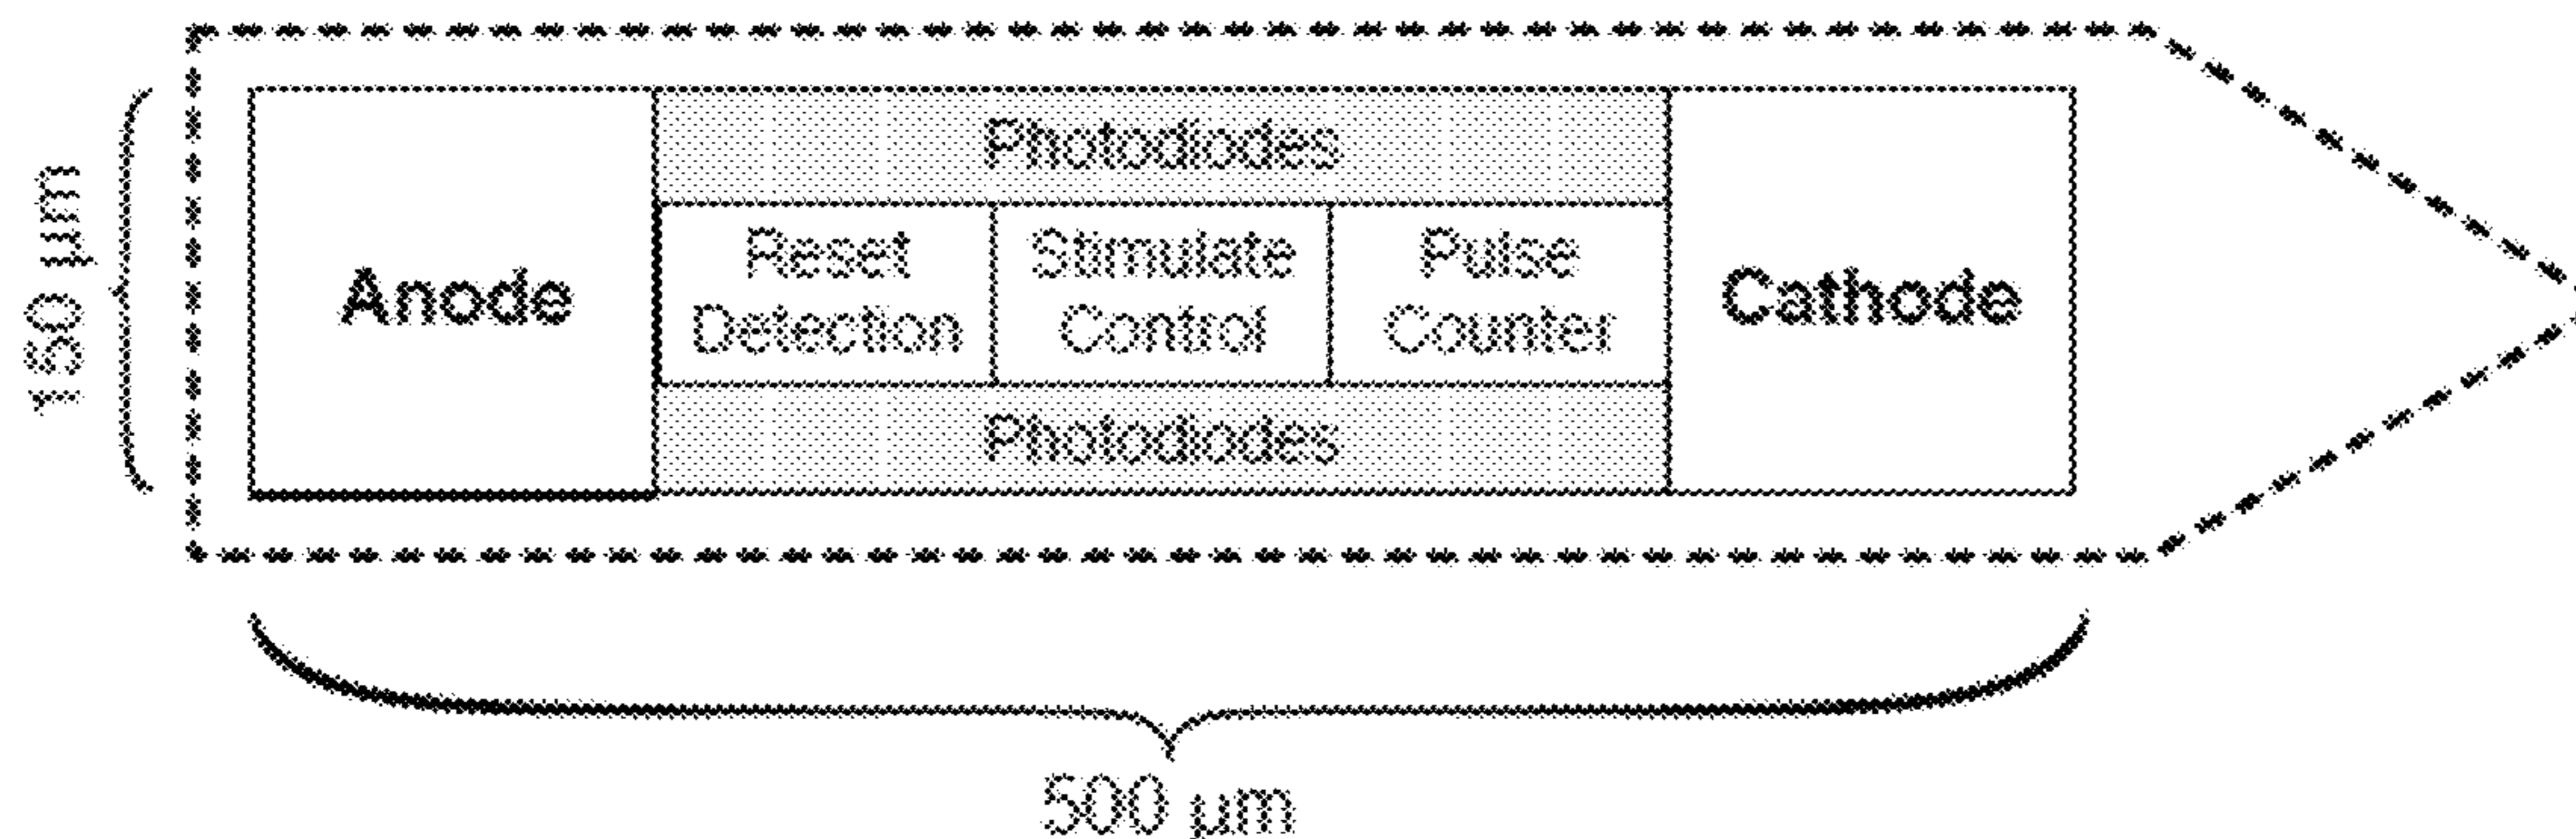 150 µm
Anode
Photodiodes
Reset
Detection
Stimulate
Control
Pulse
Counter
Photodiodes
Cathode
500 µm